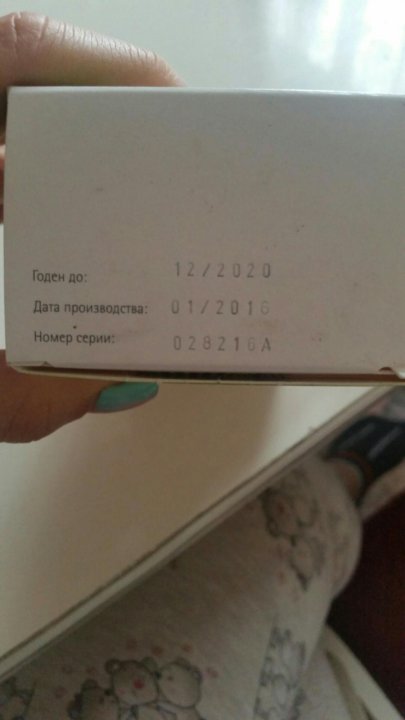 Годен до: 12/2020
Дата производства: 01/2016
Номер серии: 028216A